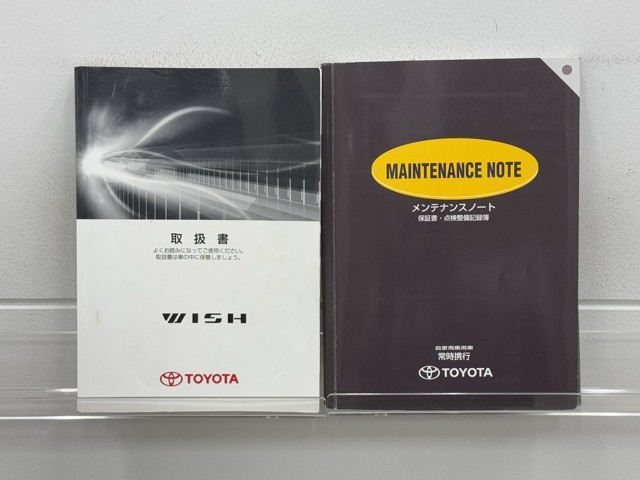 取扱書
よくお読みになってご使用ください。
取扱書は車の中に保管しましょう。
WISH
TOYOTA
MAINTENANCE NOTE
メンテナンスノート
保証書・点検整備記録簿
自家用乗用車
常時携行
TOYOTA